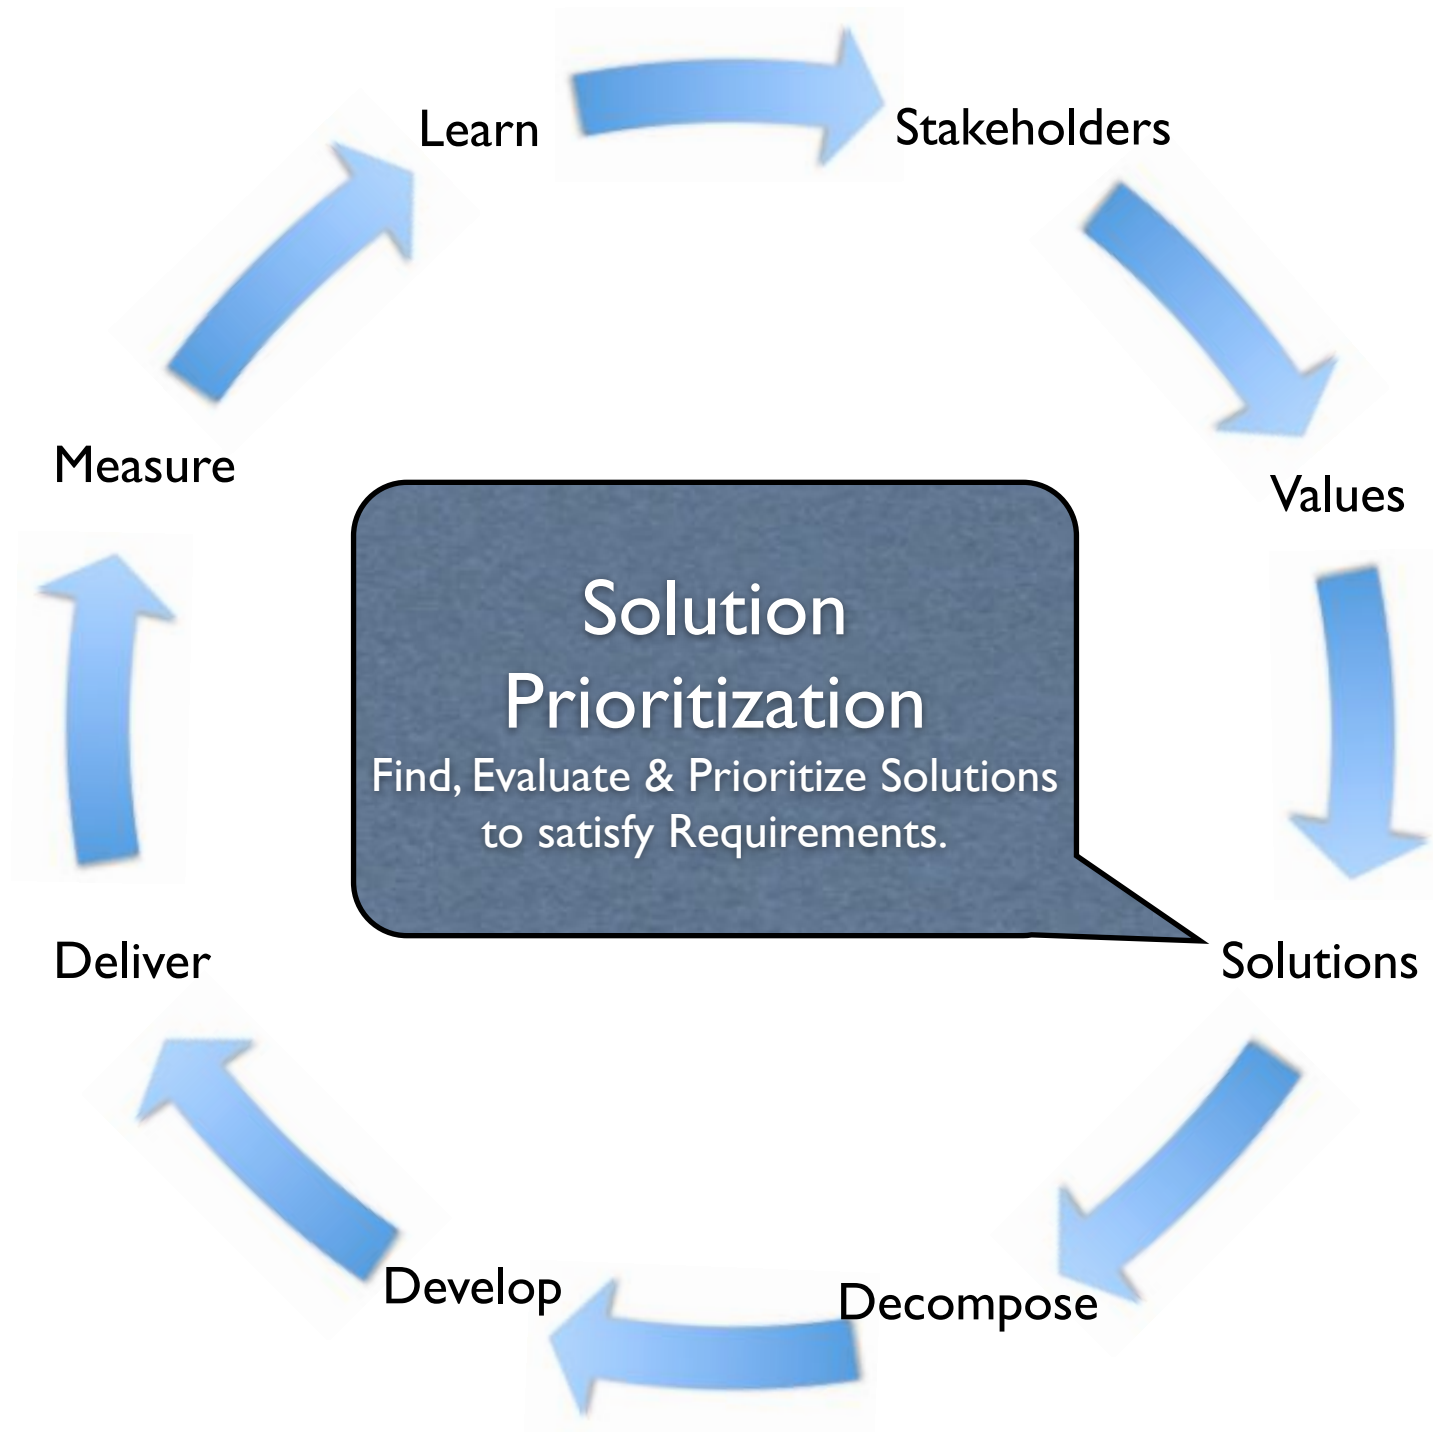 Learn
Stakeholders
Measure
Values
Solution
Prioritization
Find, Evaluate & Prioritize Solutions
to satisfy Requirements.
Deliver
Solutions
Develop
Decompose